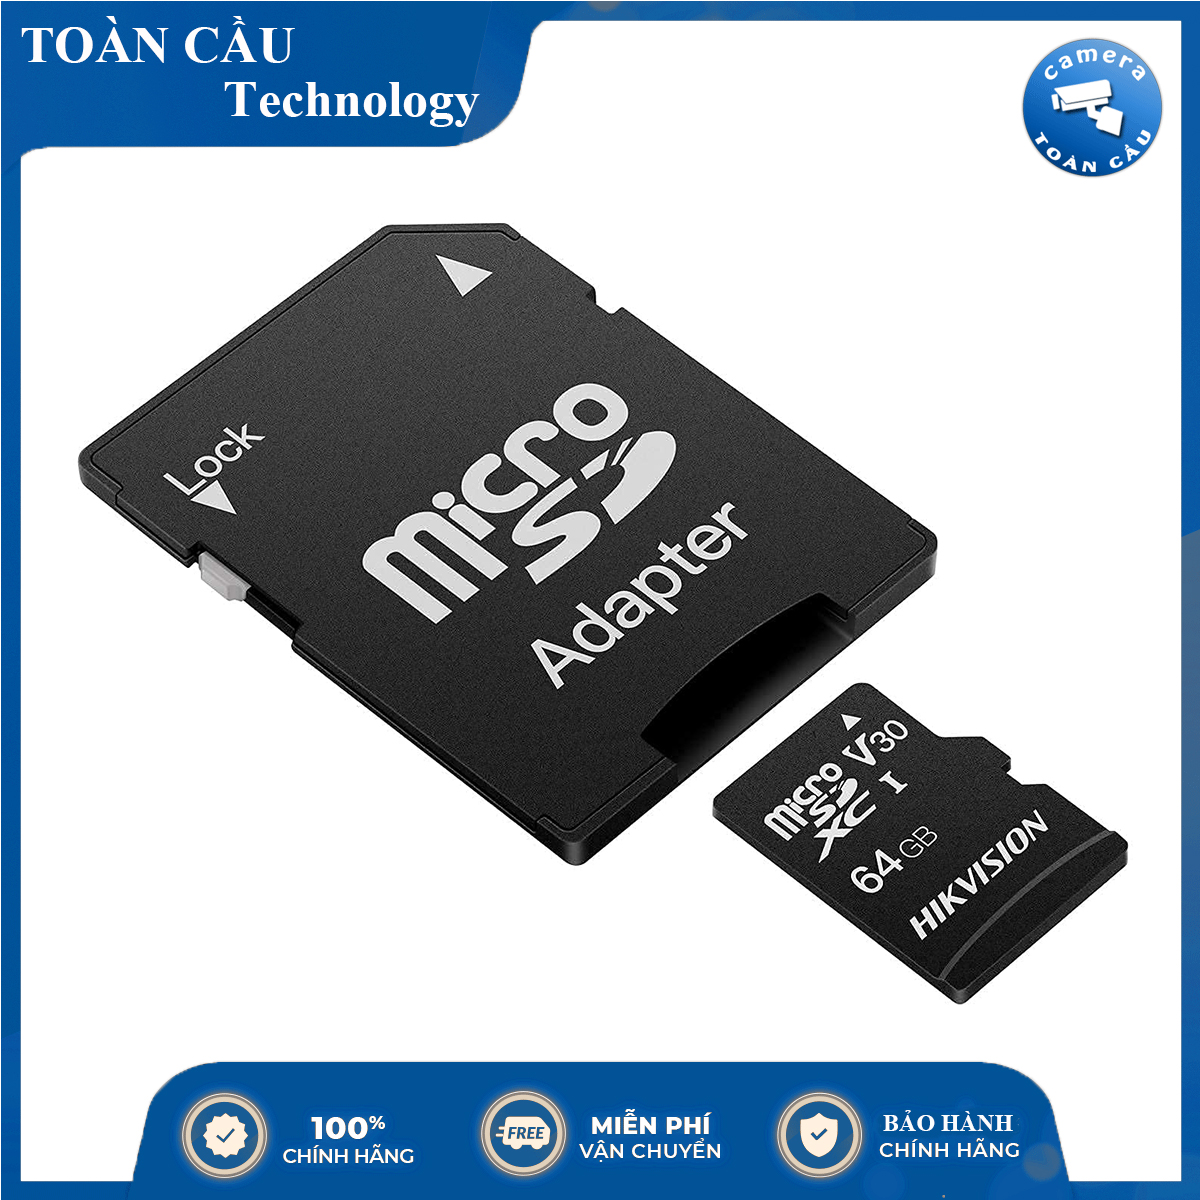 TOÀN CẦU
Technology
camera
TOÀN CẦU
Lock
micro
SD
Adapter
V30
micro
SD
XC I
64 GB
HIKVISION
100%
CHÍNH HÃNG
FREE
MIỄN PHÍ
VẬN CHUYỂN
BẢO HÀNH
CHÍNH HÃNG